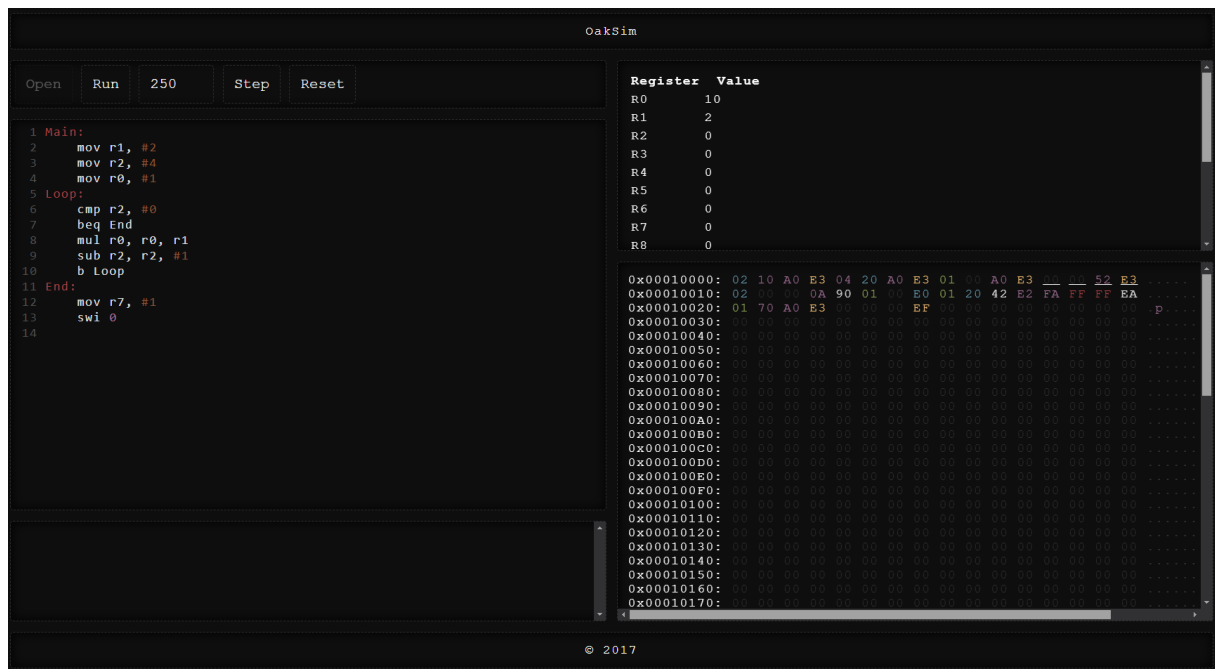 OakSim
Open Run 250 Step Reset
1 Main:
2 mov r1, #2
3 mov r2, #4
4 mov r0, #1
5 Loop:
6 cmp r2, #0
7 beq End
8 mul r0, r0, r1
9 sub r2, r2, #1
10 b Loop
11 End:
12 mov r7, #1
13 swi 0
14
Register Value
R0 10
R1 2
R2 0
R3 0
R4 0
R5 0
R6 0
R7 0
R8 0
0x00010000: 02 10 A0 E3 04 20 A0 E3 01 00 A0 E3 00 00 52 E3 .....
0x00010010: 02 00 00 0A 90 01 00 E0 01 20 42 E2 FA FF FF EA ......
0x00010020: 01 70 A0 E3 00 00 00 EF 00 00 00 00 00 00 00 00 .p....
0x00010030: 00 00 00 00 00 00 00 00 00 00 00 00 00 00 00 00 ......
0x00010040: 00 00 00 00 00 00 00 00 00 00 00 00 00 00 00 00 ......
0x00010050: 00 00 00 00 00 00 00 00 00 00 00 00 00 00 00 00 ......
0x00010060: 00 00 00 00 00 00 00 00 00 00 00 00 00 00 00 00 ......
0x00010070: 00 00 00 00 00 00 00 00 00 00 00 00 00 00 00 00 ......
0x00010080: 00 00 00 00 00 00 00 00 00 00 00 00 00 00 00 00 ......
0x00010090: 00 00 00 00 00 00 00 00 00 00 00 00 00 00 00 00 ......
0x000100A0: 00 00 00 00 00 00 00 00 00 00 00 00 00 00 00 00 ......
0x000100B0: 00 00 00 00 00 00 00 00 00 00 00 00 00 00 00 00 ......
0x000100C0: 00 00 00 00 00 00 00 00 00 00 00 00 00 00 00 00 ......
0x000100D0: 00 00 00 00 00 00 00 00 00 00 00 00 00 00 00 00 ......
0x000100E0: 00 00 00 00 00 00 00 00 00 00 00 00 00 00 00 00 ......
0x000100F0: 00 00 00 00 00 00 00 00 00 00 00 00 00 00 00 00 ......
0x00010100: 00 00 00 00 00 00 00 00 00 00 00 00 00 00 00 00 ......
0x00010110: 00 00 00 00 00 00 00 00 00 00 00 00 00 00 00 00 ......
0x00010120: 00 00 00 00 00 00 00 00 00 00 00 00 00 00 00 00 ......
0x00010130: 00 00 00 00 00 00 00 00 00 00 00 00 00 00 00 00 ......
0x00010140: 00 00 00 00 00 00 00 00 00 00 00 00 00 00 00 00 ......
0x00010150: 00 00 00 00 00 00 00 00 00 00 00 00 00 00 00 00 ......
0x00010160: 00 00 00 00 00 00 00 00 00 00 00 00 00 00 00 00 ......
0x00010170: 00 00 00 00 00 00 00 00 00 00 00 00 00 00 00 00 ......
© 2017